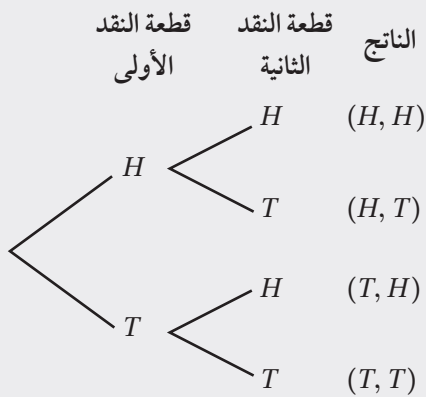 قطعة النقد الأولى
قطعة النقد الثانية
الناتج
H
(H, H)
H
T
(H, T)
H
(T, H)
T
T
(T, T)